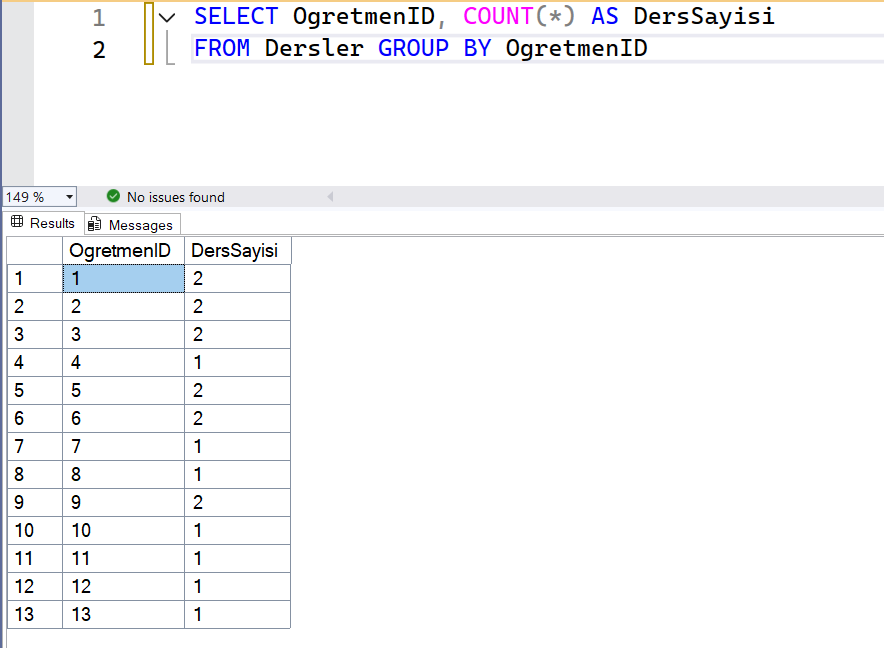 1 SELECT OgretmenID, COUNT(*) AS DersSayisi
2 FROM Dersler GROUP BY OgretmenID
149 % No issues found
Results Messages
OgretmenID DersSayisi
1 1 2
2 2 2
3 3 2
4 4 1
5 5 2
6 6 2
7 7 1
8 8 1
9 9 2
10 10 1
11 11 1
12 12 1
13 13 1